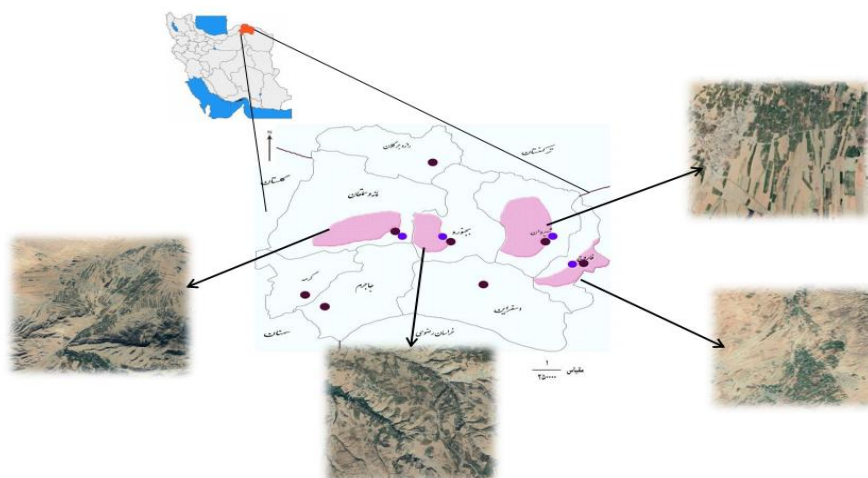 راز و جرگلان
ترکمنستان
گلستان
مانه و سملقان
بجنورد
شیروان
فاروج
گرمه
جاجرم
اسفراین
سمنان
خراسان رضوی
۱
مقیاس
۲۵۰۰۰۰